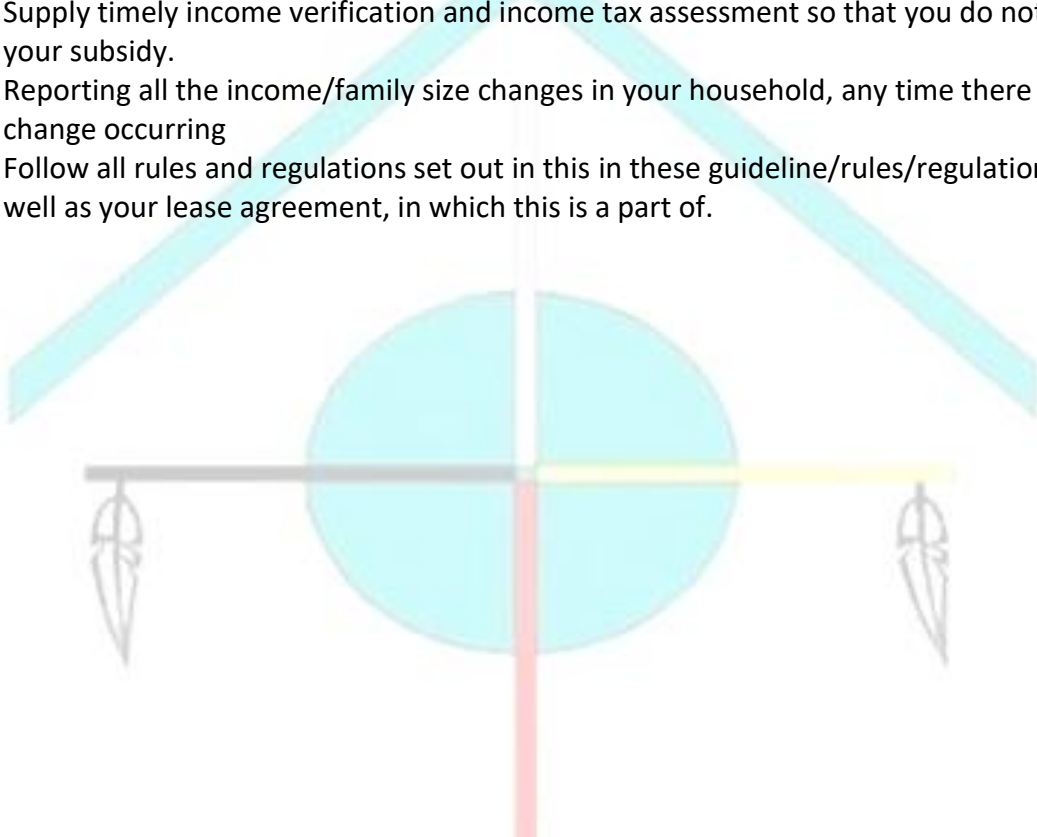 Supply timely income verification and income tax assessment so that you do not
your subsidy.
Reporting all the income/family size changes in your household, any time there
change occurring
Follow all rules and regulations set out in this in these guideline/rules/regulation
well as your lease agreement, in which this is a part of.